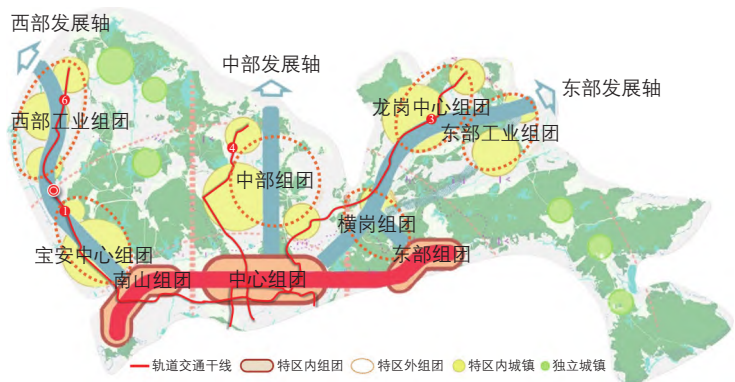 西部发展轴
中部发展轴
东部发展轴
6
西部工业组团
龙岗中心组团
3
东部工业组团
4
中部组团
1
横岗组团
宝安中心组团
东部组团
南山组团
中心组团
轨道交通干线
特区内组团
特区外组团
特区内城镇
独立城镇